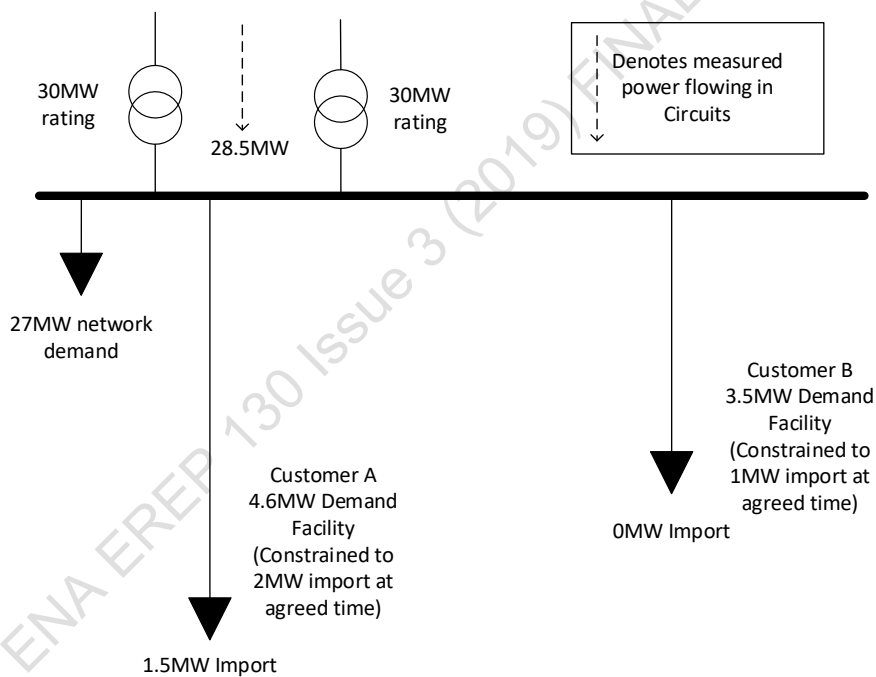 30MW
rating
28.5MW
30MW
rating
Denotes measured
power flowing in
Circuits
27MW network
demand
Customer A
4.6MW Demand
Facility
(Constrained to
2MW import at
agreed time)
1.5MW Import
Customer B
3.5MW Demand
Facility
(Constrained to
1MW import at
agreed time)
0MW Import
ENA EREP 130 Issue 3 (2019) FINAL